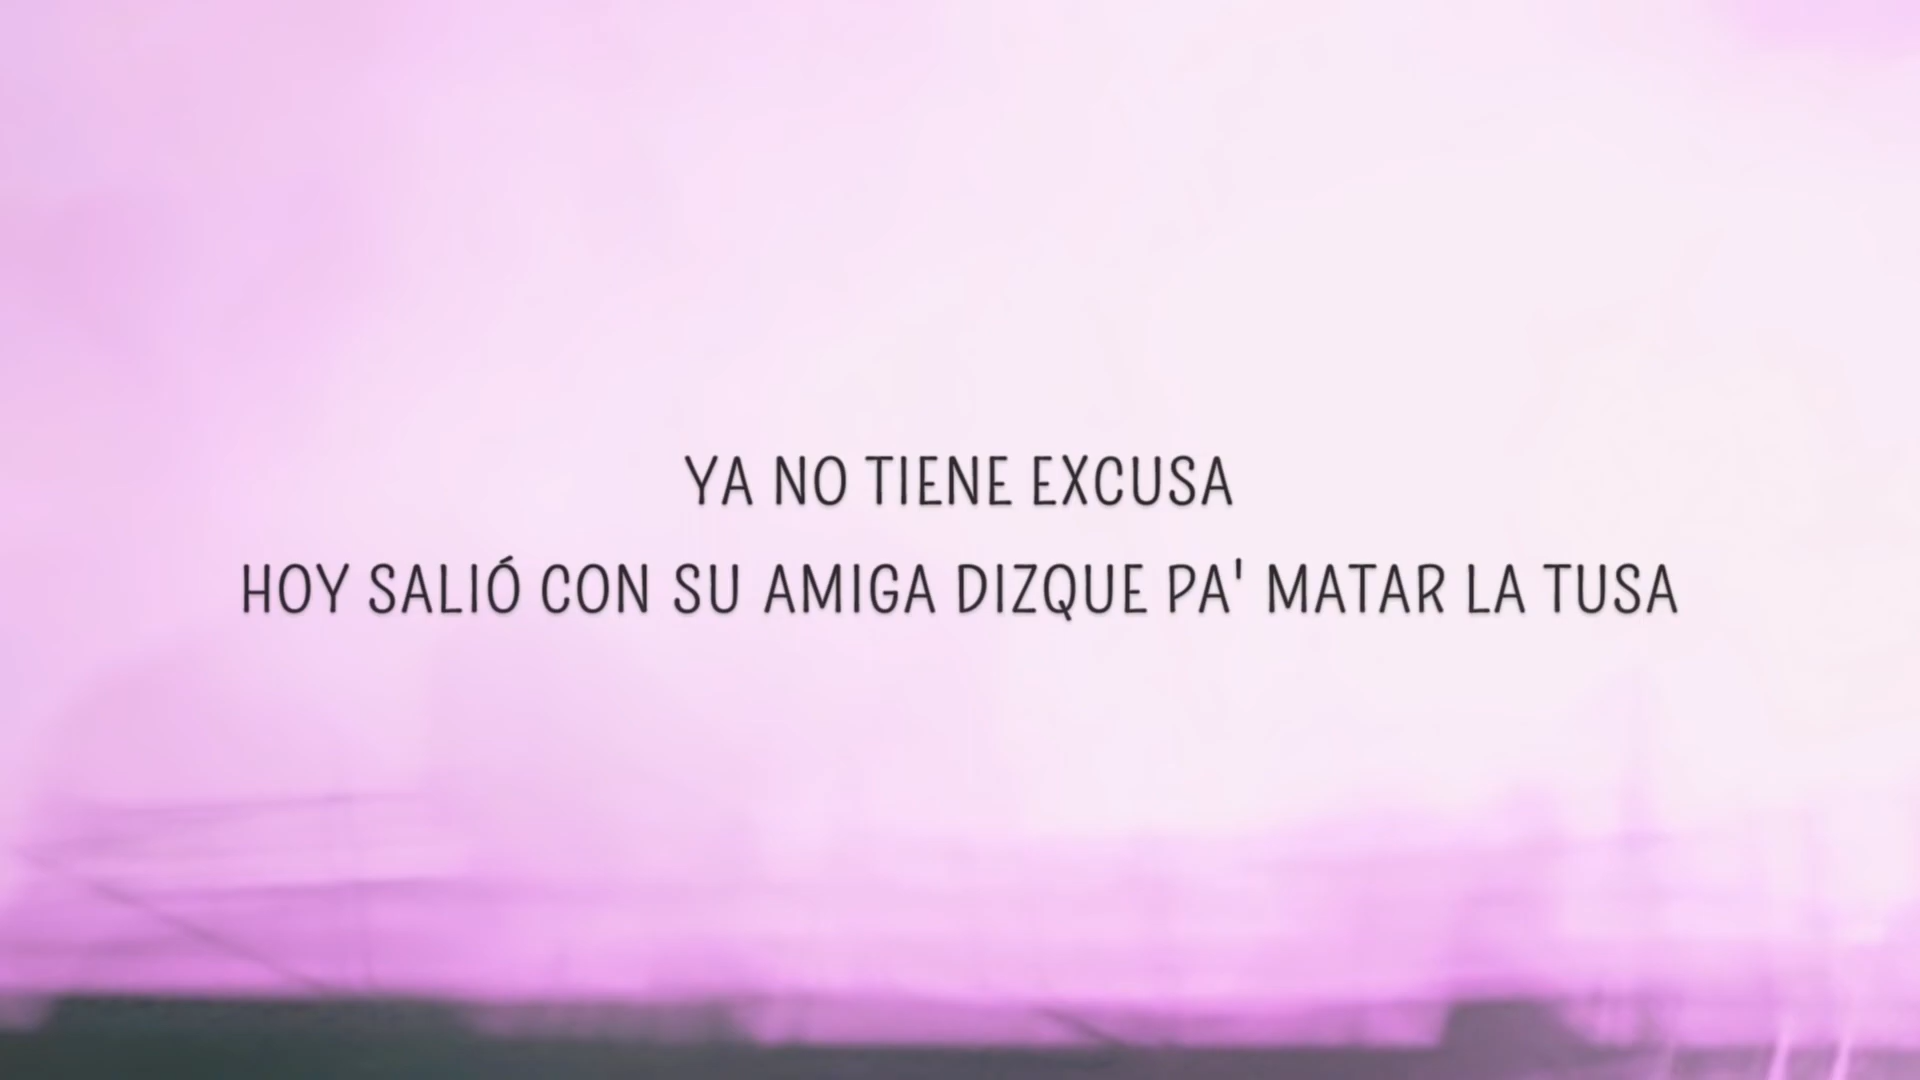 YA NO TIENE EXCUSA
HOY SALIÓ CON SU AMIGA DIZQUE PA' MATAR LA TUSA